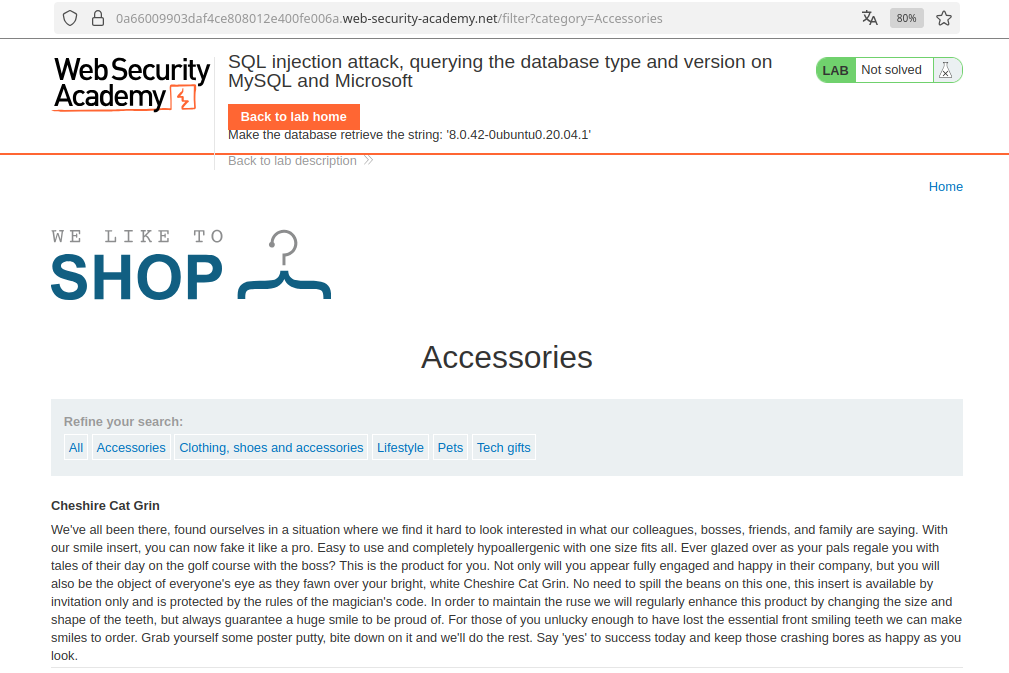 0a66009903daf4ce808012e400fe006a.web-security-academy.net/filter?category=Accessories
80%
Web Security
Academy
SQL injection attack, querying the database type and version on
MySQL and Microsoft
LAB Not solved
Back to lab home
Make the database retrieve the string: '8.0.42-0ubuntu0.20.04.1'
Back to lab description
Home
WE LIKE TO
SHOP
Accessories
Refine your search:
All Accessories Clothing, shoes and accessories Lifestyle Pets Tech gifts
Cheshire Cat Grin
We've all been there, found ourselves in a situation where we find it hard to look interested in what our colleagues, bosses, friends, and family are saying. With
our smile insert, you can now fake it like a pro. Easy to use and completely hypoallergenic with one size fits all. Ever glazed over as your pals regale you with
tales of their day on the golf course with the boss? This is the product for you. Not only will you appear fully engaged and happy in their company, but you will
also be the object of everyone's eye as they fawn over your bright, white Cheshire Cat Grin. No need to spill the beans on this one, this insert is available by
invitation only and is protected by the rules of the magician's code. In order to maintain the ruse we will regularly enhance this product by changing the size and
shape of the teeth, but always guarantee a huge smile to be proud of. For those of you unlucky enough to have lost the essential front smiling teeth we can make
smiles to order. Grab yourself some poster putty, bite down on it and we'll do the rest. Say 'yes' to success today and keep those crashing bores as happy as you
look.